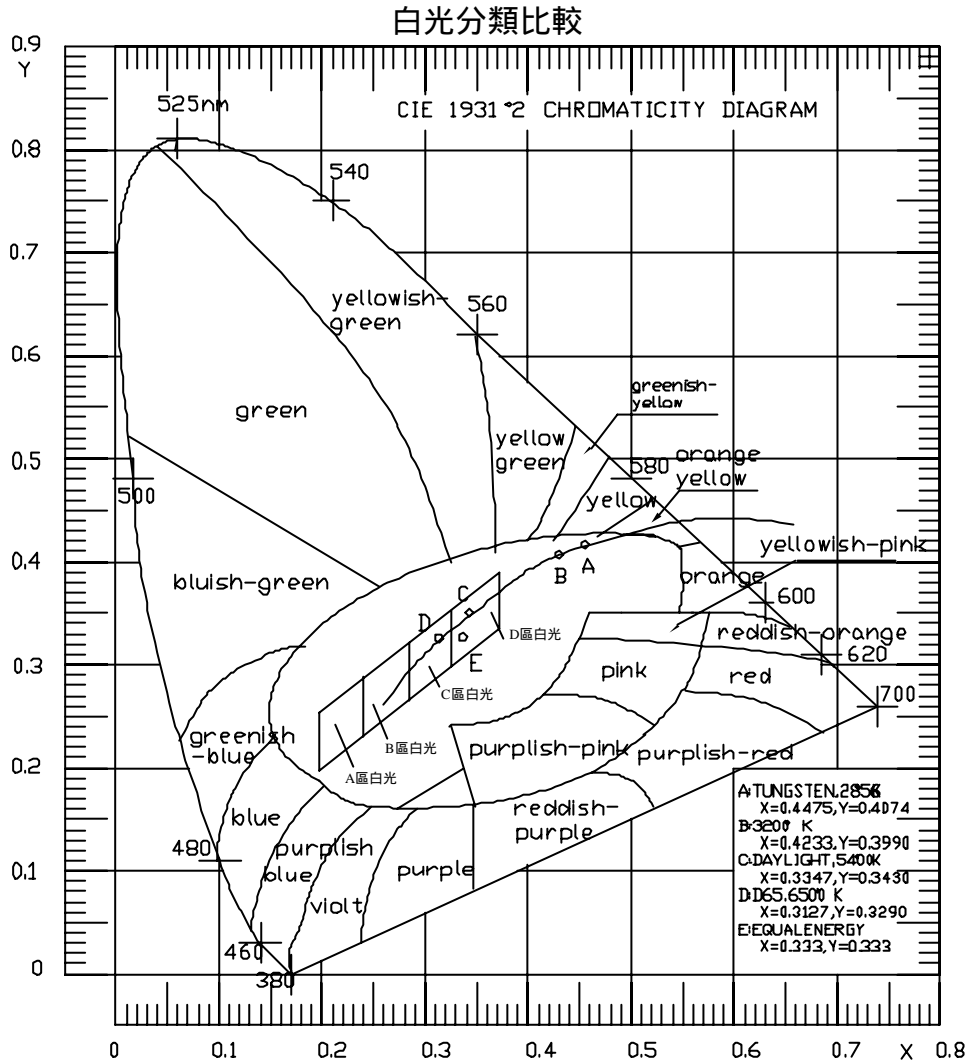 白光分類比較
0.9
Y
525nm
CIE 1931 2 CHROMATICITY DIAGRAM
0.8
540
0.7
yellowish-
green
560
0.6
greenish-
yellow
green
yellow
green
0.5
580
orange
yellow
500
yellow
0.4
yellowish-pink
B
A
bluish-green
orange
C
600
D
D區白光
reddish-orange
0.3
E
620
pink
red
C區白光
700
greenish
-blue
B區白光
purplish-pink
purplish-red
0.2
A區白光
A:TUNGSTEN,2856K
X=0.4475,Y=0.4074
blue
reddish-
purple
B:3200° K
X=0.4233,Y=0.3990
480
purplish
blue
C:DAYLIGHT,5400K
X=0.3347,Y=0.3430
0.1
purple
D:D65.6500° K
X=0.3127,Y=0.3290
violt
E:EQUALENERGY
X=0.333,Y=0.333
460
0
380
0
0.1
0.2
0.3
0.4
0.5
0.6
0.7
X
0.8